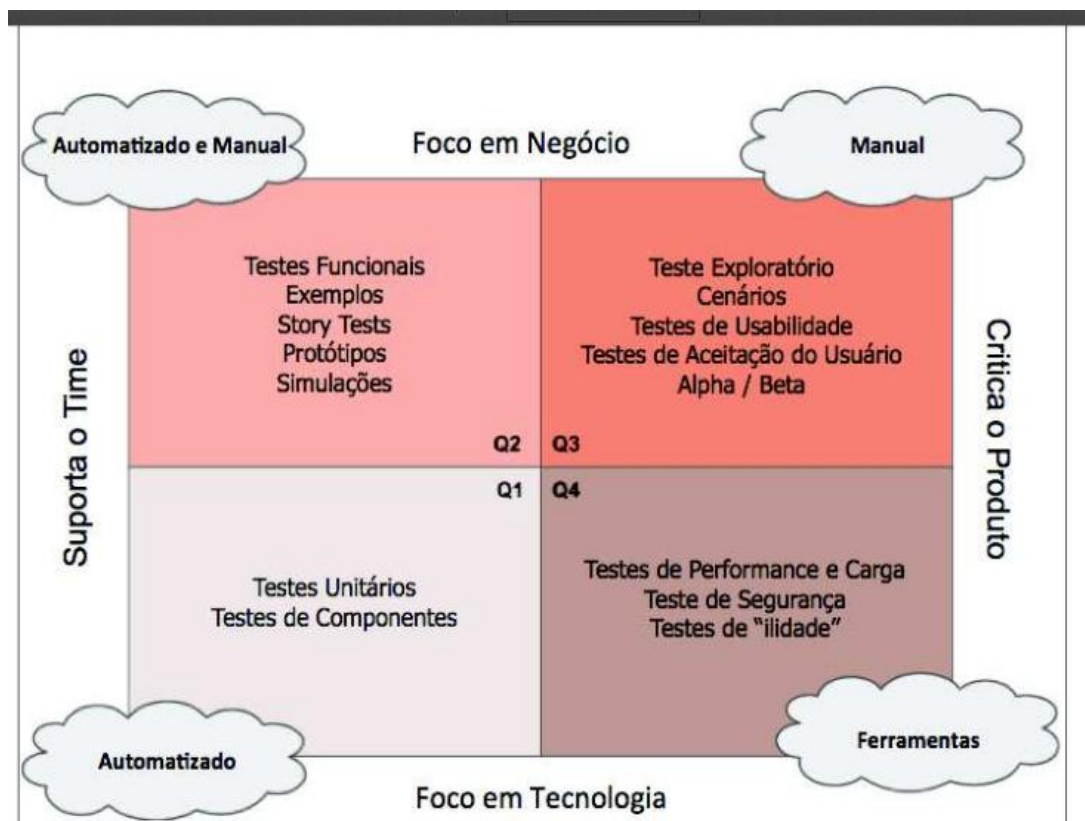 Automatizado e Manual
Foco em Negócio
Manual
Testes Funcionais
Exemplos
Story Tests
Protótipos
Simulações
Teste Exploratório
Cenários
Testes de Usabilidade
Testes de Aceitação do Usuário
Alpha / Beta
Suporta o Time
Critica o Produto
Q2
Q3
Q1
Q4
Testes Unitários
Testes de Componentes
Testes de Performance e Carga
Teste de Segurança
Testes de “ilidade”
Automatizado
Foco em Tecnologia
Ferramentas